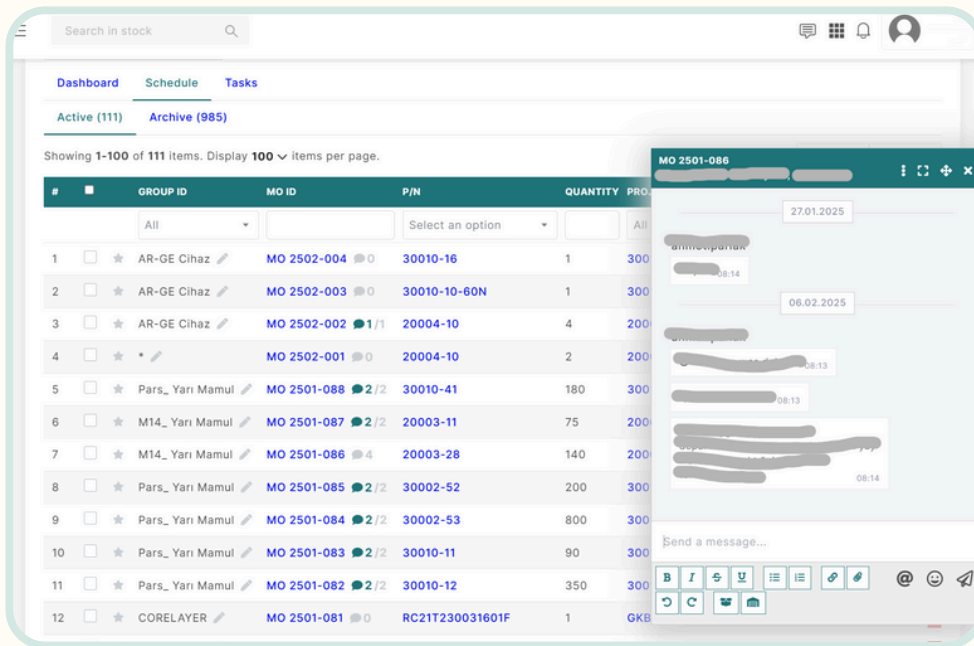 Search in stock
Dashboard Schedule Tasks
Active (111) Archive (985)
Showing 1-100 of 111 items. Display 100 items per page.
# GROUP ID MO ID P/N QUANTITY PRO
All Select an option All
1 AR-GE Cihaz MO 2502-004 0 30010-16 1 300
2 AR-GE Cihaz MO 2502-003 0 30010-10-60N 1 300
3 AR-GE Cihaz MO 2502-002 1/1 20004-10 4 200
4 * MO 2502-001 0 20004-10 2 200
5 Pars_ Yarı Mamul MO 2501-088 2/2 30010-41 180 300
6 M14_ Yarı Mamul MO 2501-087 2/2 20003-11 75 200
7 M14_ Yarı Mamul MO 2501-086 4 20003-28 140 200
8 Pars_ Yarı Mamul MO 2501-085 2/2 30002-52 200 300
9 Pars_ Yarı Mamul MO 2501-084 2/2 30002-53 800 300
10 Pars_ Yarı Mamul MO 2501-083 2/2 30010-11 90 300
11 Pars_ Yarı Mamul MO 2501-082 2/2 30010-12 350 300
12 CORELAYER MO 2501-081 0 RC21T230031601F 1 GKB
MO 2501-086
27.01.2025
08:14
06.02.2025
08:13
08:13
08:14
Send a message...
B I S U
@